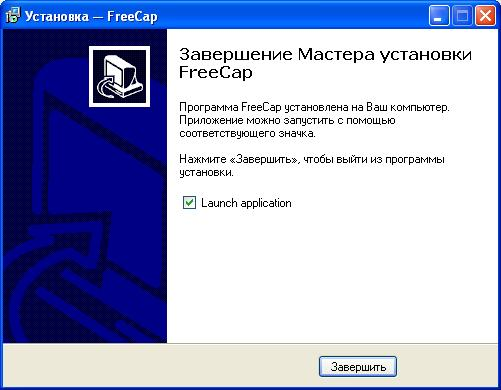 Установка — FreeCap
Завершение Мастера установки
FreeCap
Программа FreeCap установлена на Ваш компьютер.
Приложение можно запустить с помощью
соответствующего значка.
Нажмите «Завершить», чтобы выйти из программы
установки.
Launch application
Завершить